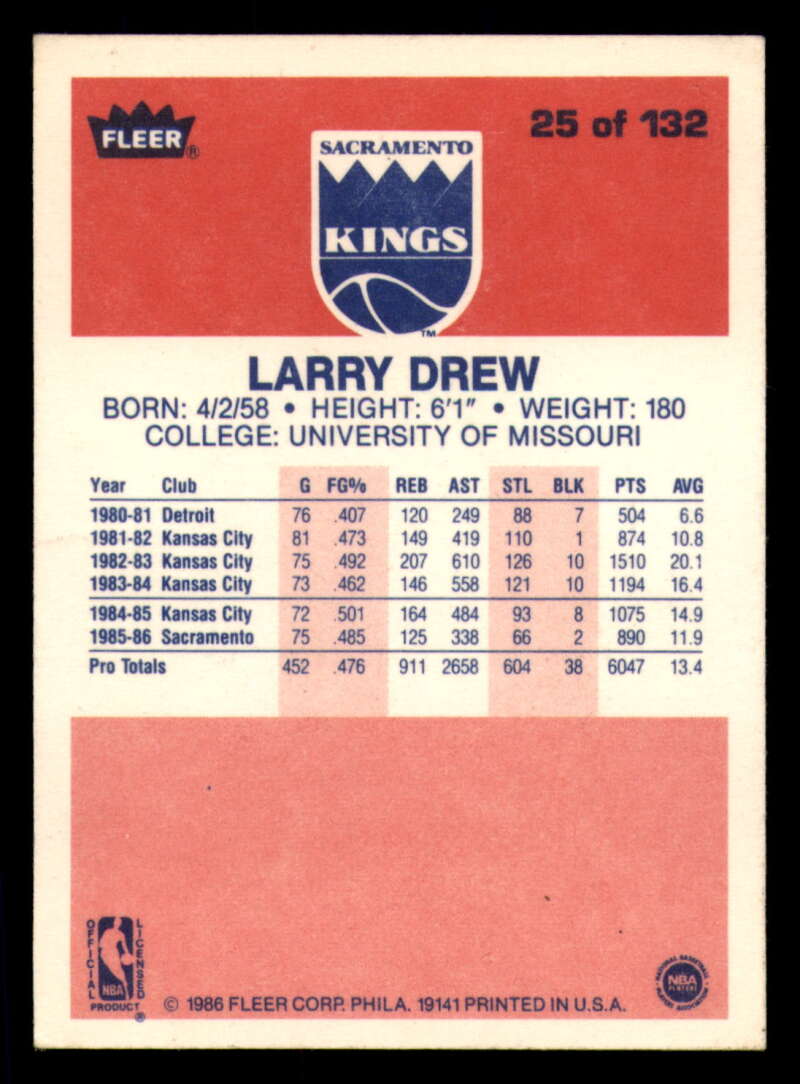 FLEER®
25 of 132
SACRAMENTO
KINGS
TM
LARRY DREW
BORN: 4/2/58 • HEIGHT: 6'1" • WEIGHT: 180
COLLEGE: UNIVERSITY OF MISSOURI
Year Club G FG% REB AST STL BLK PTS AVG
1980-81 Detroit 76 .407 120 249 88 7 504 6.6
1981-82 Kansas City 81 .473 149 419 110 1 874 10.8
1982-83 Kansas City 75 .492 207 610 126 10 1510 20.1
1983-84 Kansas City 73 .462 146 558 121 10 1194 16.4
1984-85 Kansas City 72 .501 164 484 93 8 1075 14.9
1985-86 Sacramento 75 .485 125 338 66 2 890 11.9
Pro Totals 452 .476 911 2658 604 38 6047 13.4
OFFICIAL
LICENSED
NBA
PRODUCT®
NATIONAL BASKETBALL
NBA
PLAYERS
PLAYERS ASSOCIATION
© 1986 FLEER CORP. PHILA. 19141 PRINTED IN U.S.A.